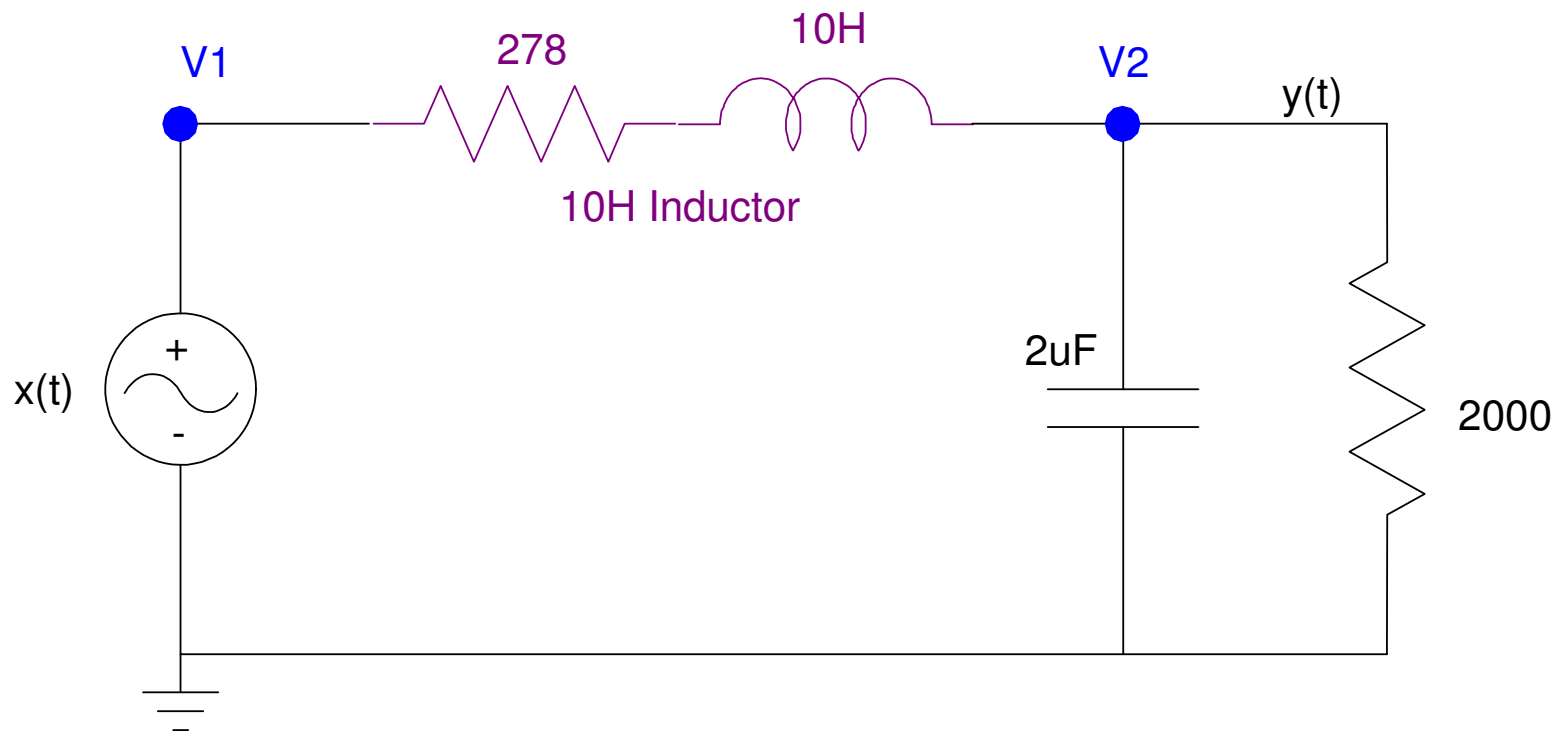 10H
278
V1
V2
y(t)
10H Inductor
+
2uF
x(t)
2000
-